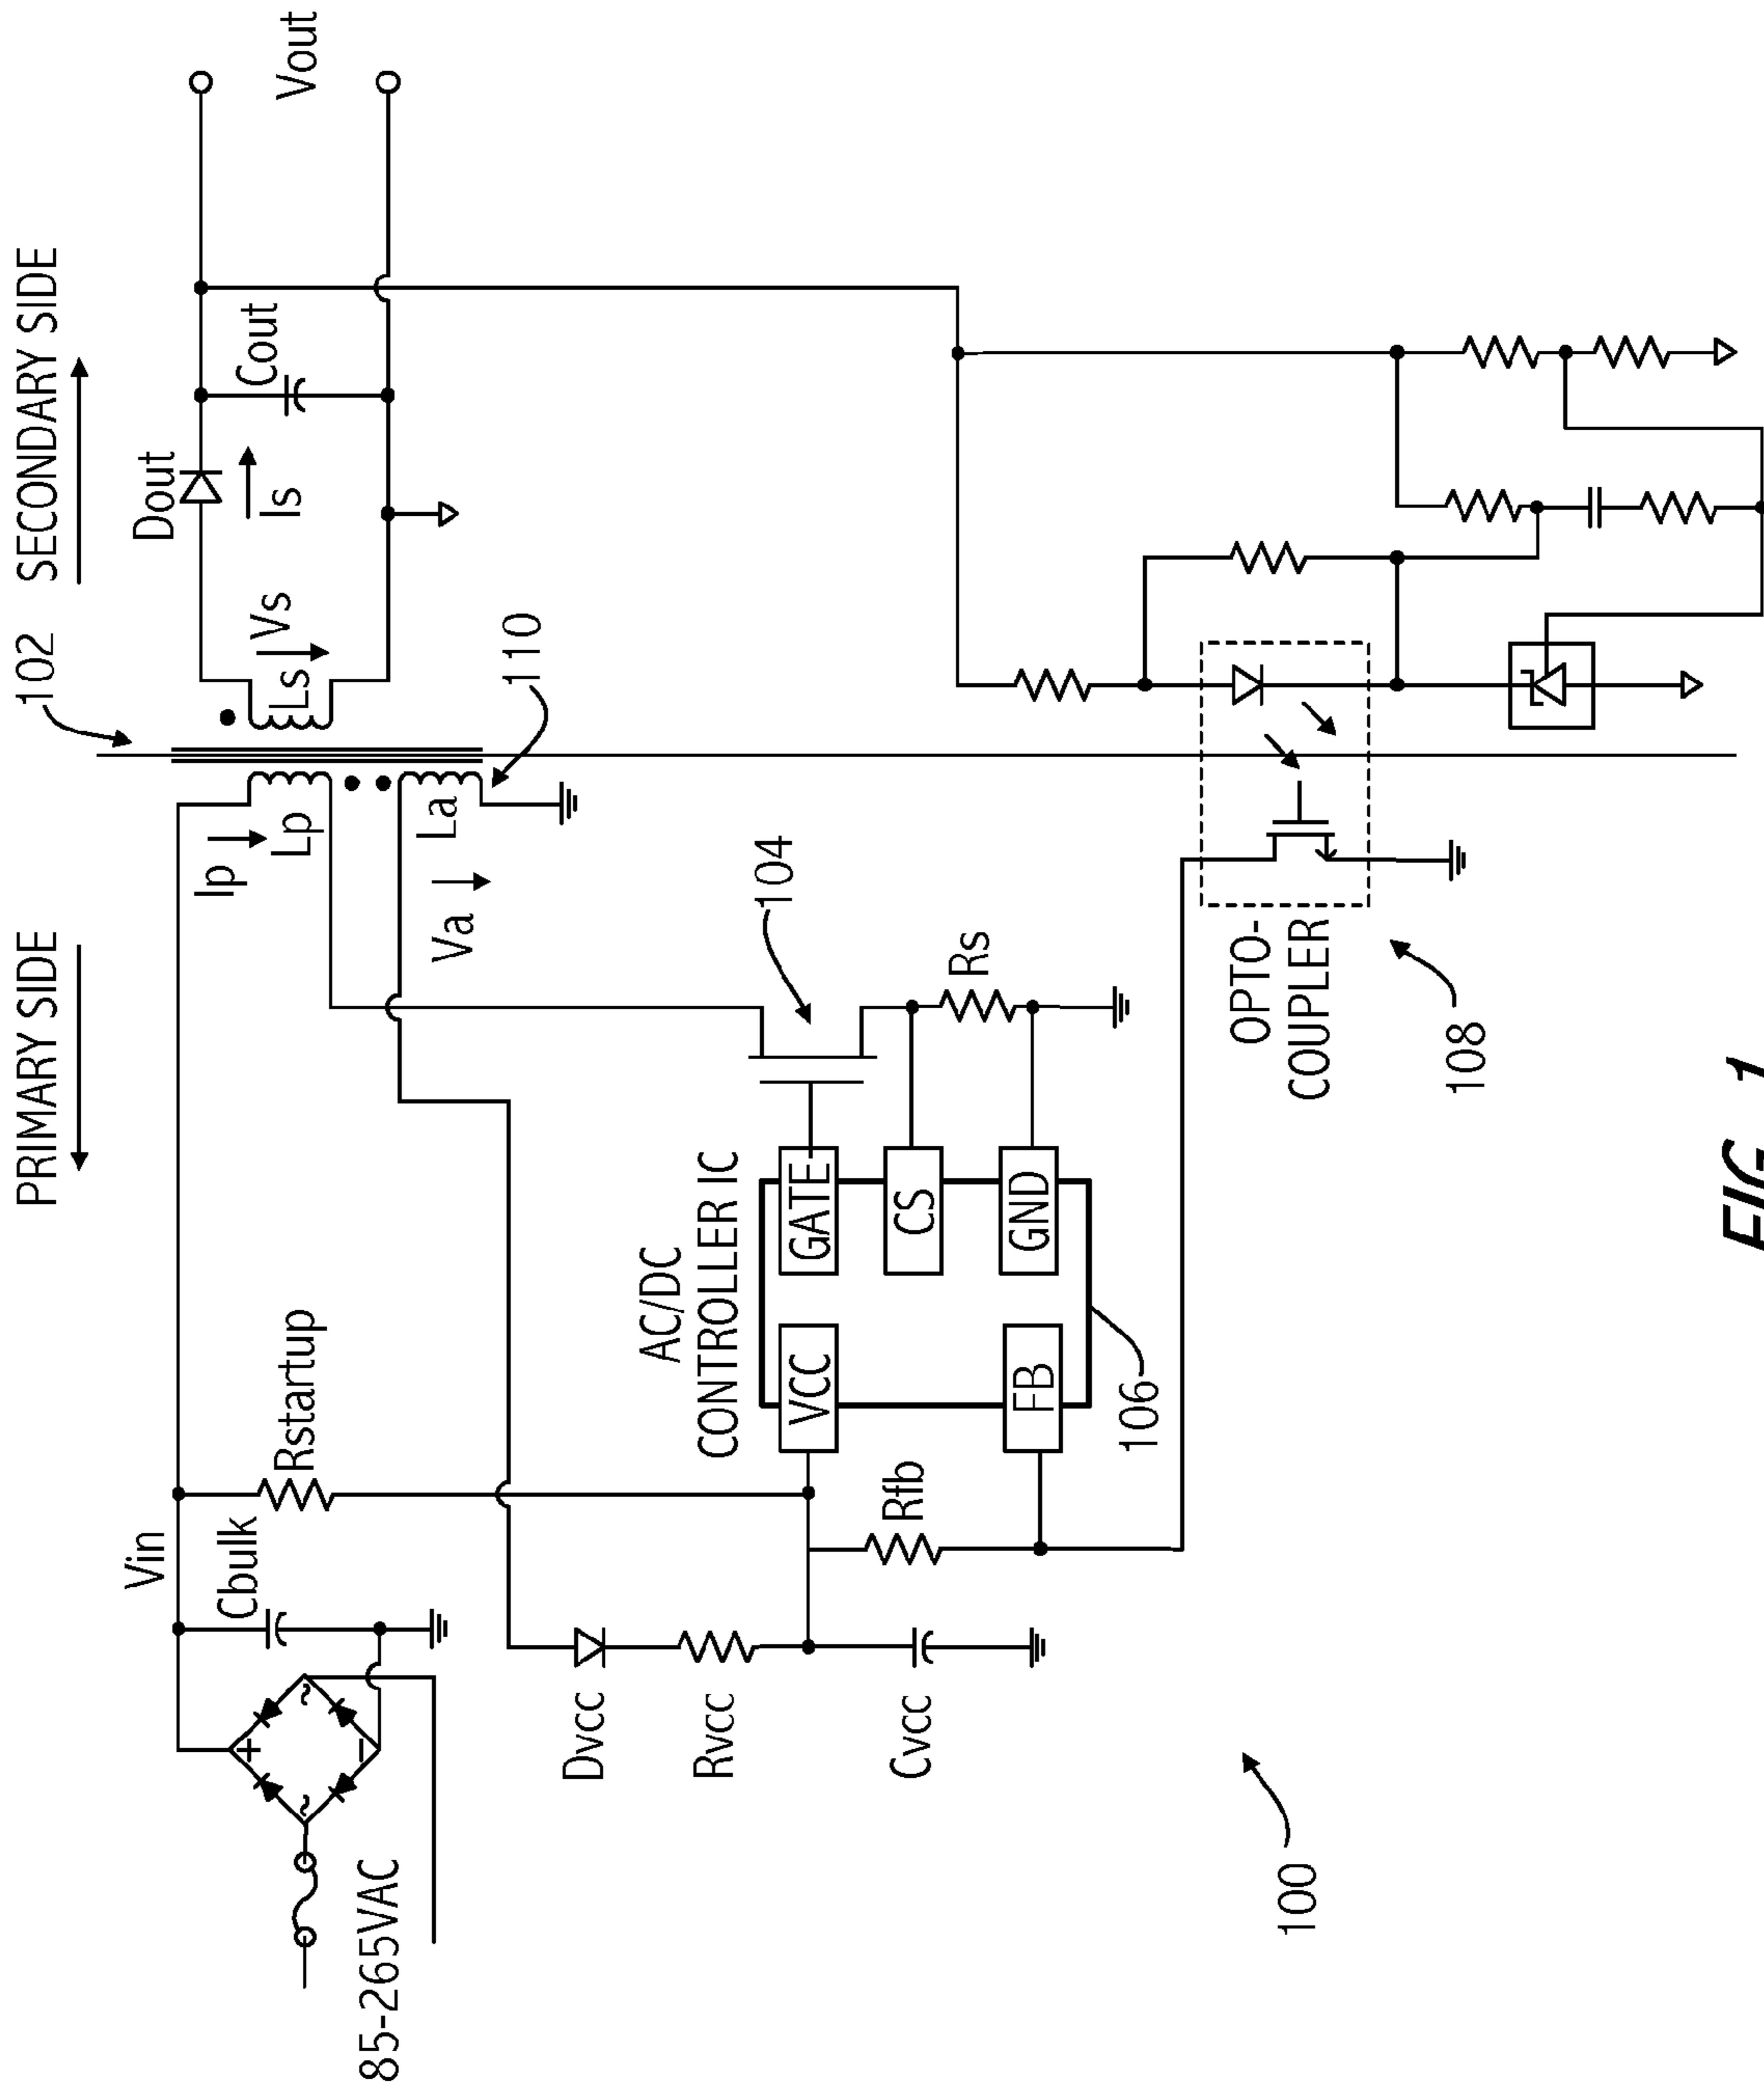 PRIMARY SIDE
102
SECONDARY SIDE
Vin
Cbulk
Rstartup
85-265VAC
Ip
Lp
Vs
Ls
Dout
Is
Cout
Vout
Va
La
110
Dvcc
Rvcc
Cvcc
AC/DC
CONTROLLER IC
VCC
GATE
CS
GND
FB
106
Rfb
104
Rs
OPTO-
COUPLER
108
100
FIG. 1